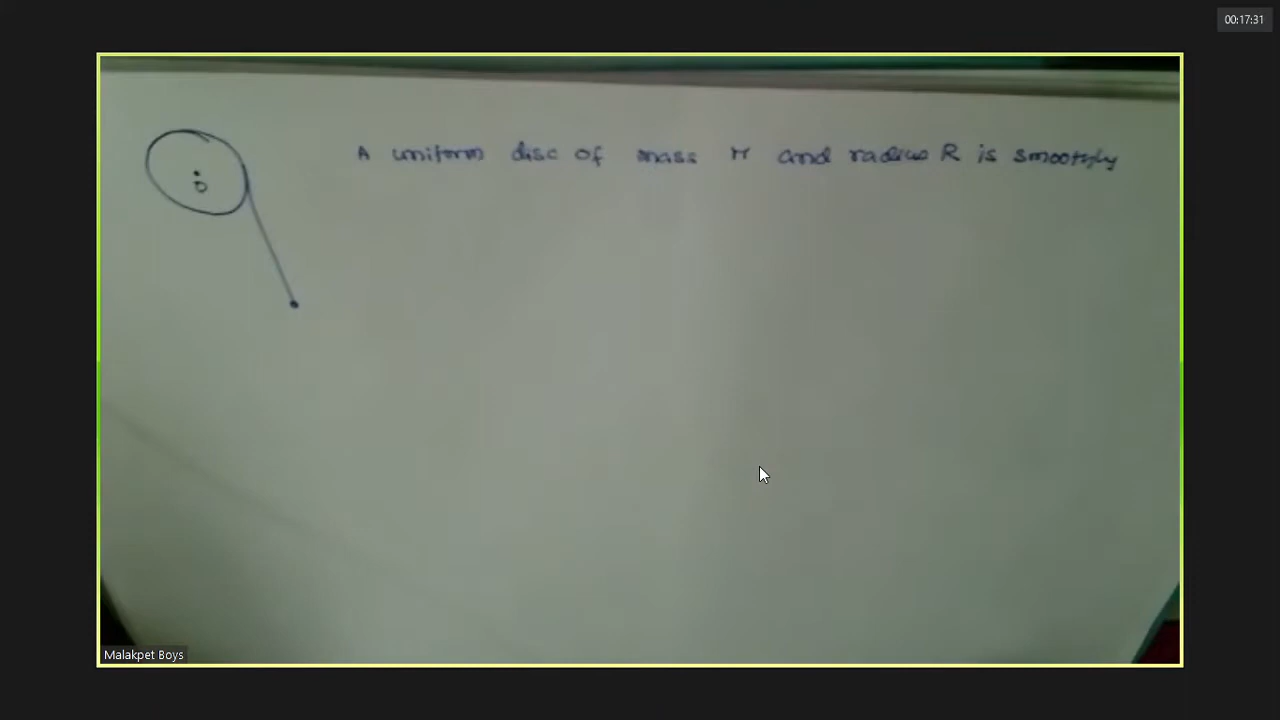 00:17:31
A uniform disc of mass M and radius R is smoothly
O
Malakpet Boys